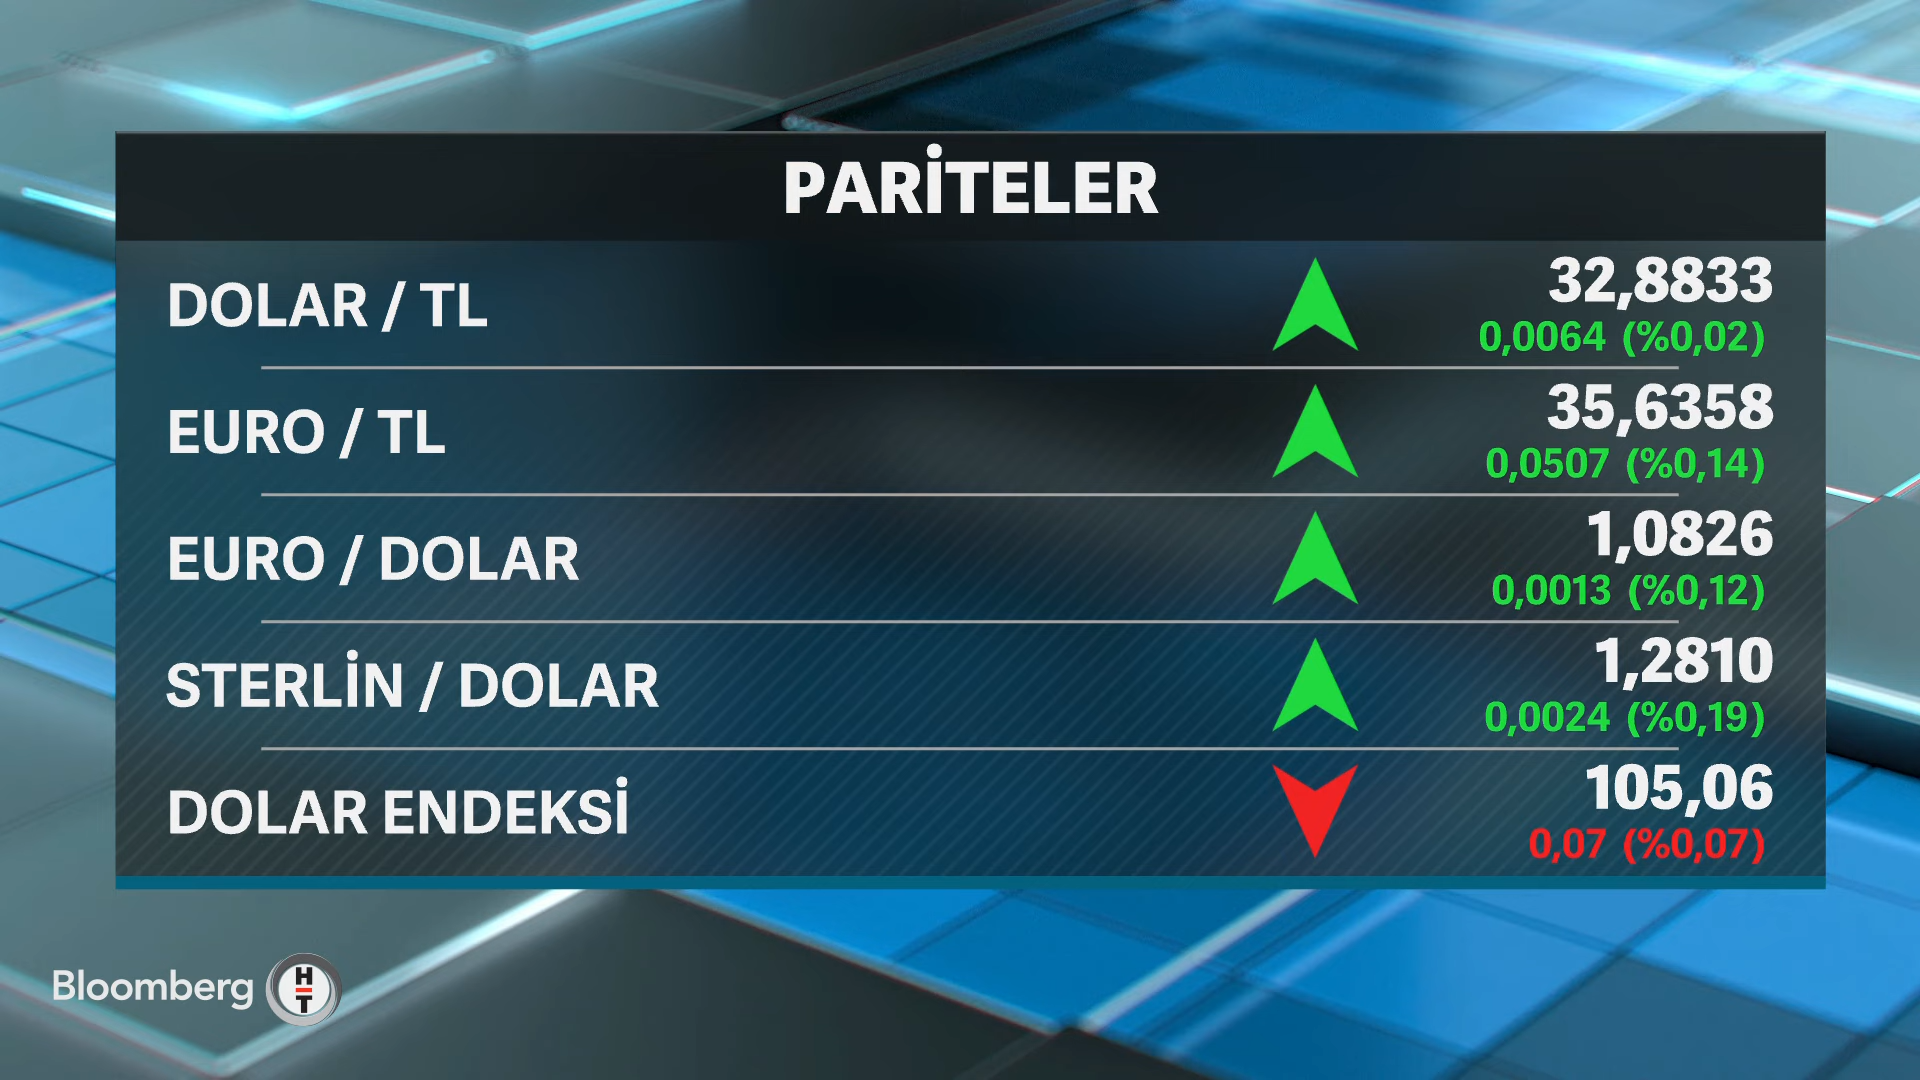 PARİTELER
DOLAR / TL
32,8833
0,0064 (%0,02)
EURO / TL
35,6358
0,0507 (%0,14)
EURO / DOLAR
1,0826
0,0013 (%0,12)
STERLİN / DOLAR
1,2810
0,0024 (%0,19)
DOLAR ENDEKSİ
105,06
0,07 (%0,07)
Bloomberg HT